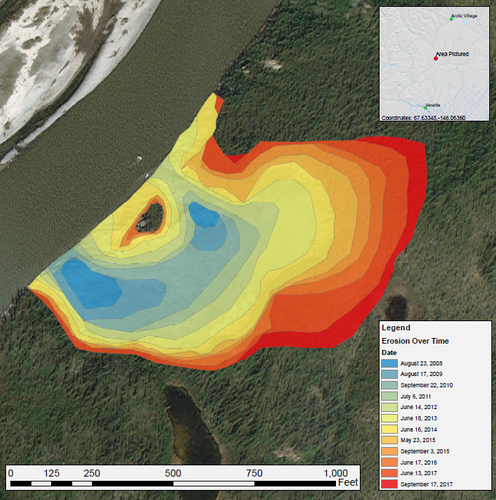 Arctic Village
Area Pictured
Venetie
Coordinates: 67.63345,-146.06360
Legend
Erosion Over Time
Date
August 23, 2008
August 17, 2009
September 22, 2010
July 6, 2011
June 14, 2012
June 18, 2013
June 16, 2014
May 23, 2015
September 3, 2015
June 17, 2016
June 13, 2017
September 17, 2017
0 125 250 500 750 1,000
Feet